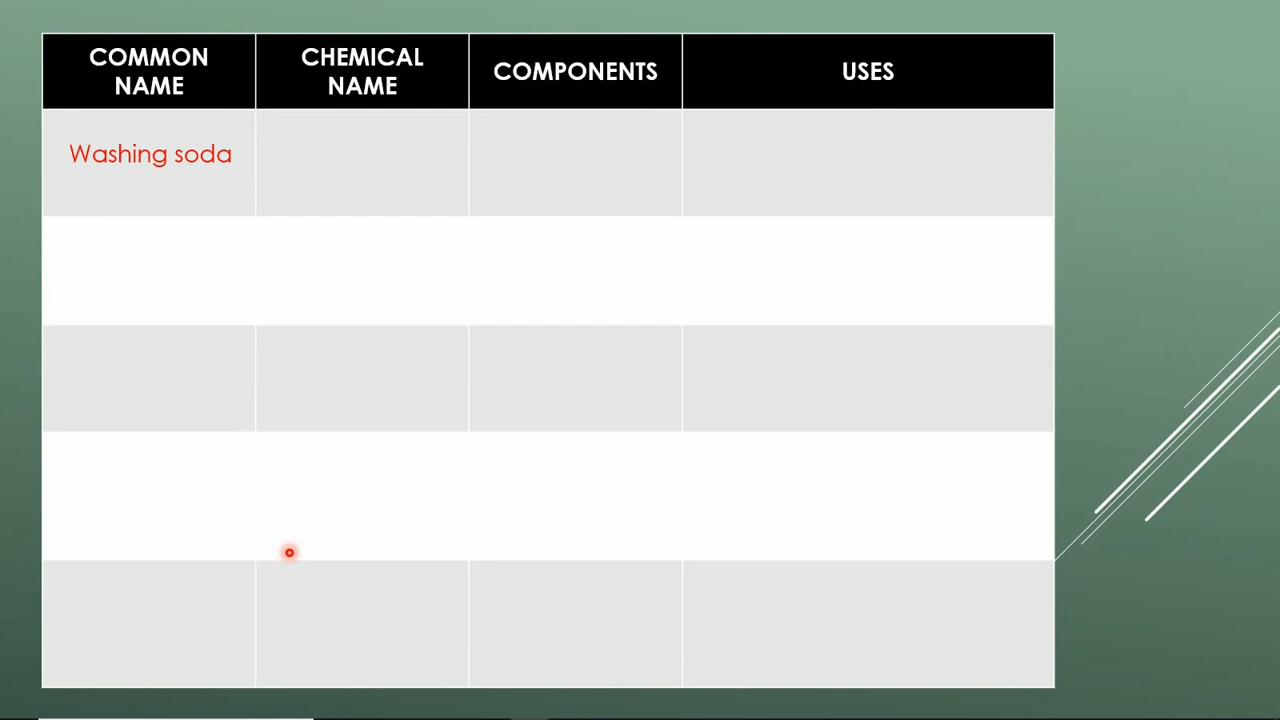 COMMON
NAME
CHEMICAL
NAME
COMPONENTS
USES
Washing soda